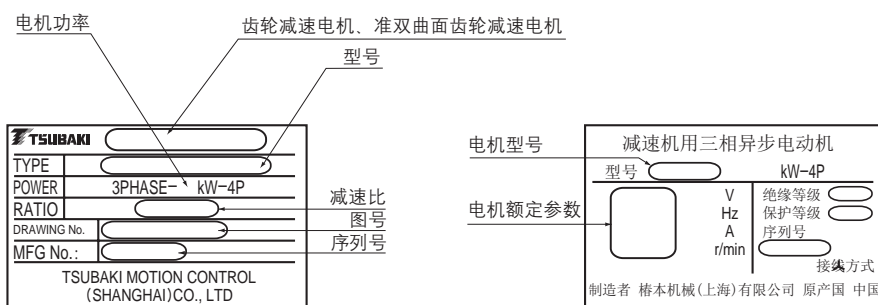 电机功率
齿轮减速电机、准双曲面齿轮减速电机
型号
TSUBAKI
TYPE
POWER 3PHASE- kW-4P
RATIO
减速比
DRAWING No.
图号
MFG No.:
序列号
TSUBAKI MOTION CONTROL
(SHANGHAI)CO., LTD
减速机用三相异步电动机
电机型号
型号 kW-4P
电机额定参数
V 绝缘等级
Hz 保护等级
A 序列号
r/min
接线方式
制造者 椿本机械(上海)有限公司 原产国 中国